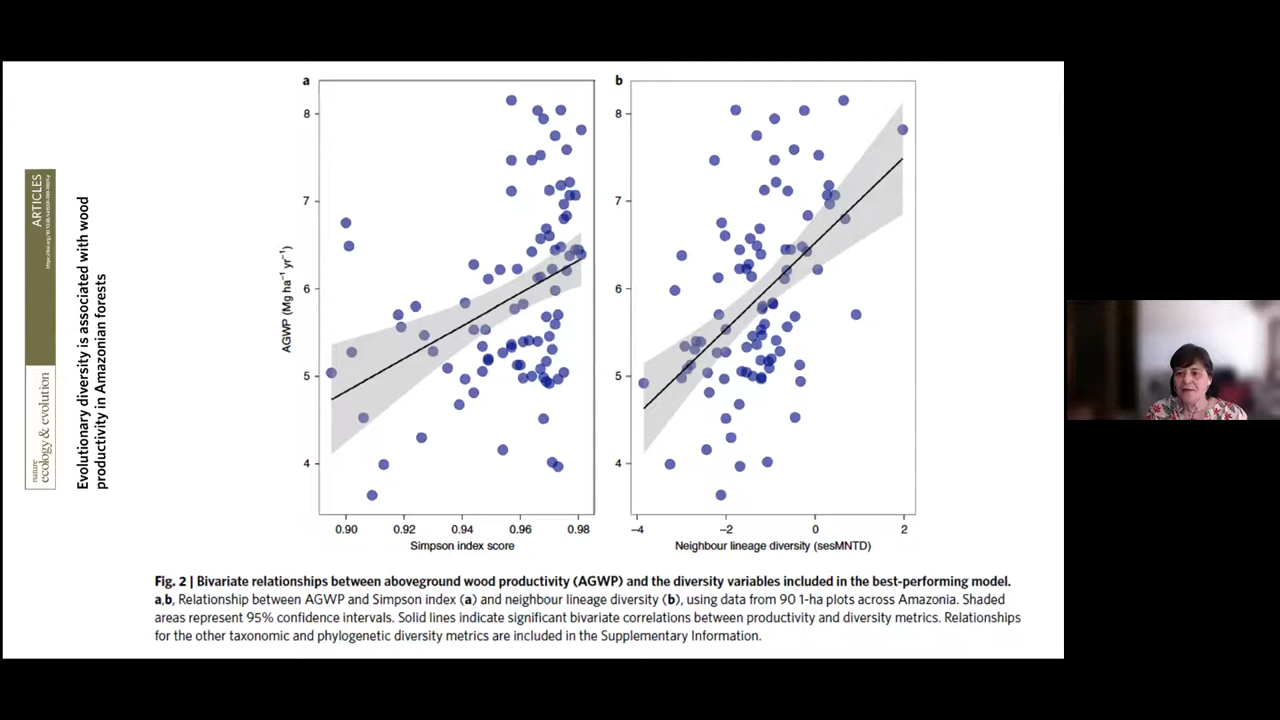 ARTICLES
nature
ecology & evolution
Evolutionary diversity is associated with wood
productivity in Amazonian forests
a
b
8
7
6
5
4
AGWP (Mg ha⁻¹ yr⁻¹)
0.90 0.92 0.94 0.96 0.98
Simpson index score
8
7
6
5
4
−4 −2 0 2
Neighbour lineage diversity (sesMNTD)
Fig. 2 | Bivariate relationships between aboveground wood productivity (AGWP) and the diversity variables included in the best-performing model.
a,b, Relationship between AGWP and Simpson index (a) and neighbour lineage diversity (b), using data from 90 1-ha plots across Amazonia. Shaded
areas represent 95% confidence intervals. Solid lines indicate significant bivariate correlations between productivity and diversity metrics. Relationships
for the other taxonomic and phylogenetic diversity metrics are included in the Supplementary Information.